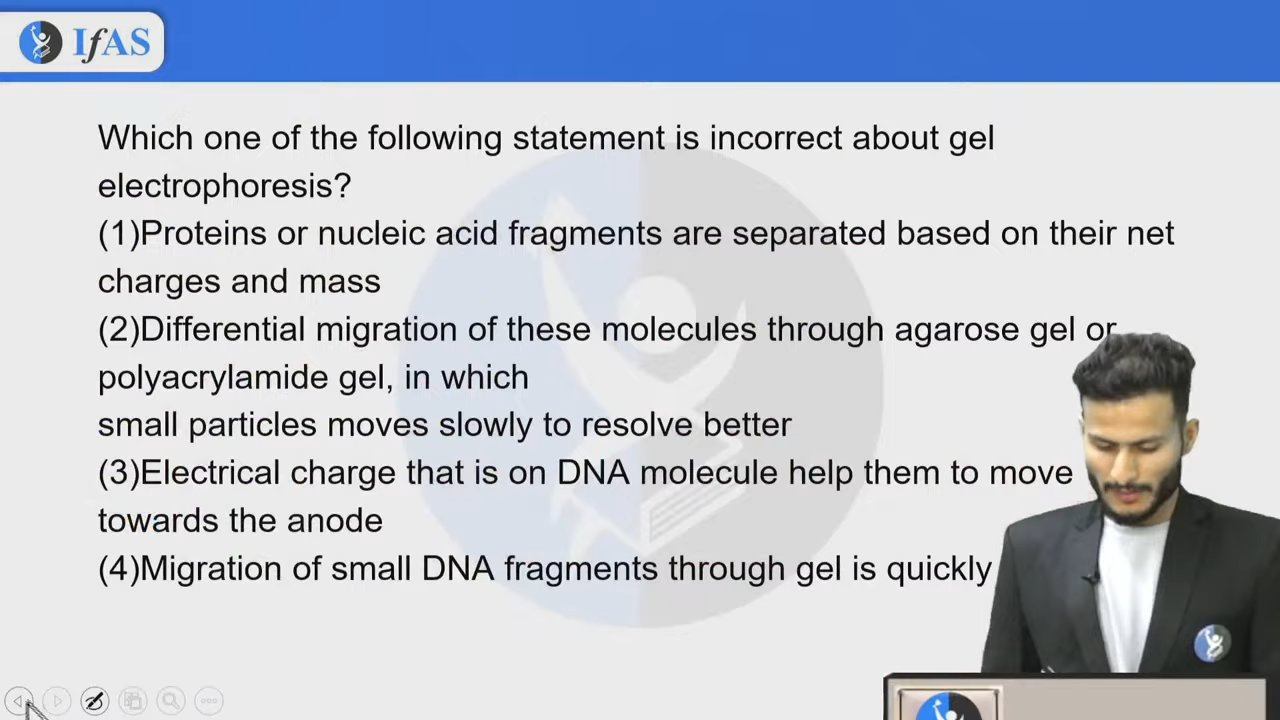 IfAS
Which one of the following statement is incorrect about gel
electrophoresis?
(1)Proteins or nucleic acid fragments are separated based on their net
charges and mass
(2)Differential migration of these molecules through agarose gel or
polyacrylamide gel, in which
small particles moves slowly to resolve better
(3)Electrical charge that is on DNA molecule help them to move
towards the anode
(4)Migration of small DNA fragments through gel is quickly